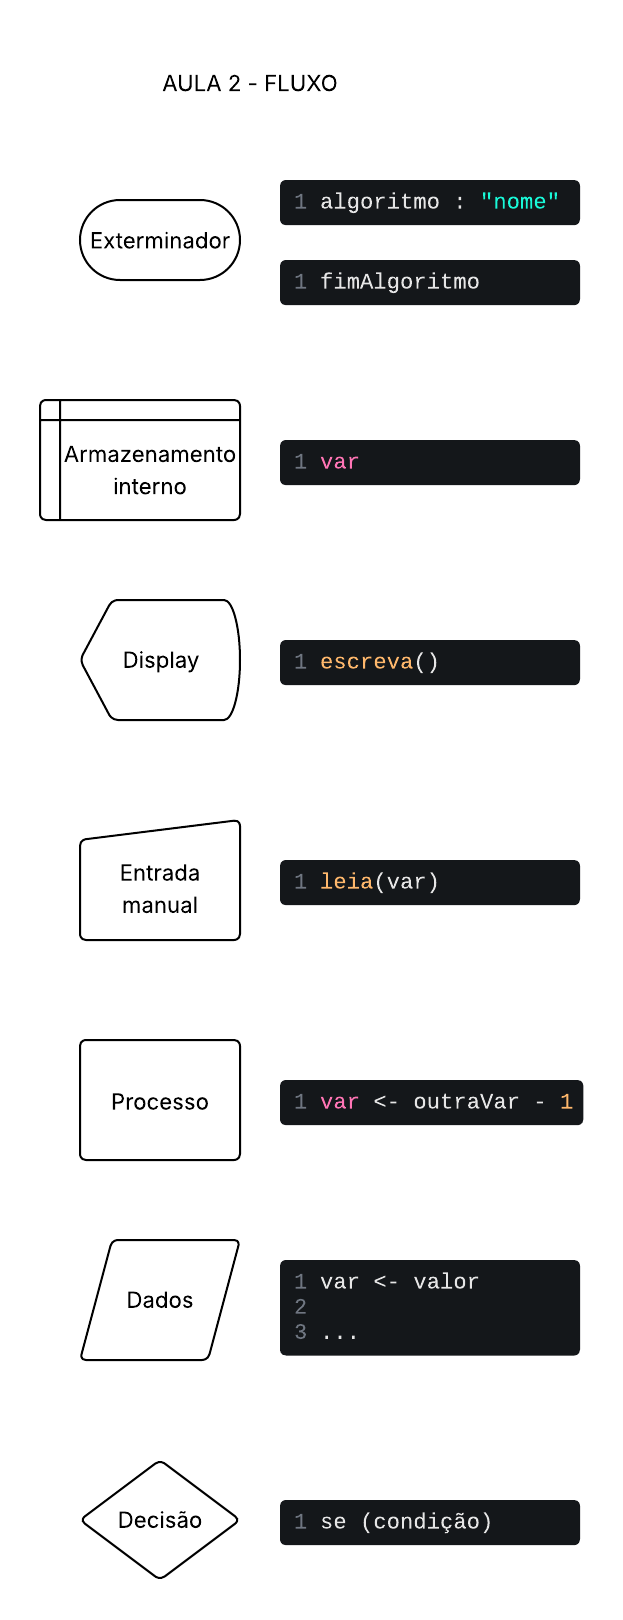 AULA 2 - FLUXO
Exterminador
1 algoritmo : "nome"
1 fimAlgoritmo
Armazenamento
interno
1 var
Display
1 escreva()
Entrada
manual
1 leia(var)
Processo
1 var <- outraVar - 1
Dados
1 var <- valor
2
3 ...
Decisão
1 se (condição)